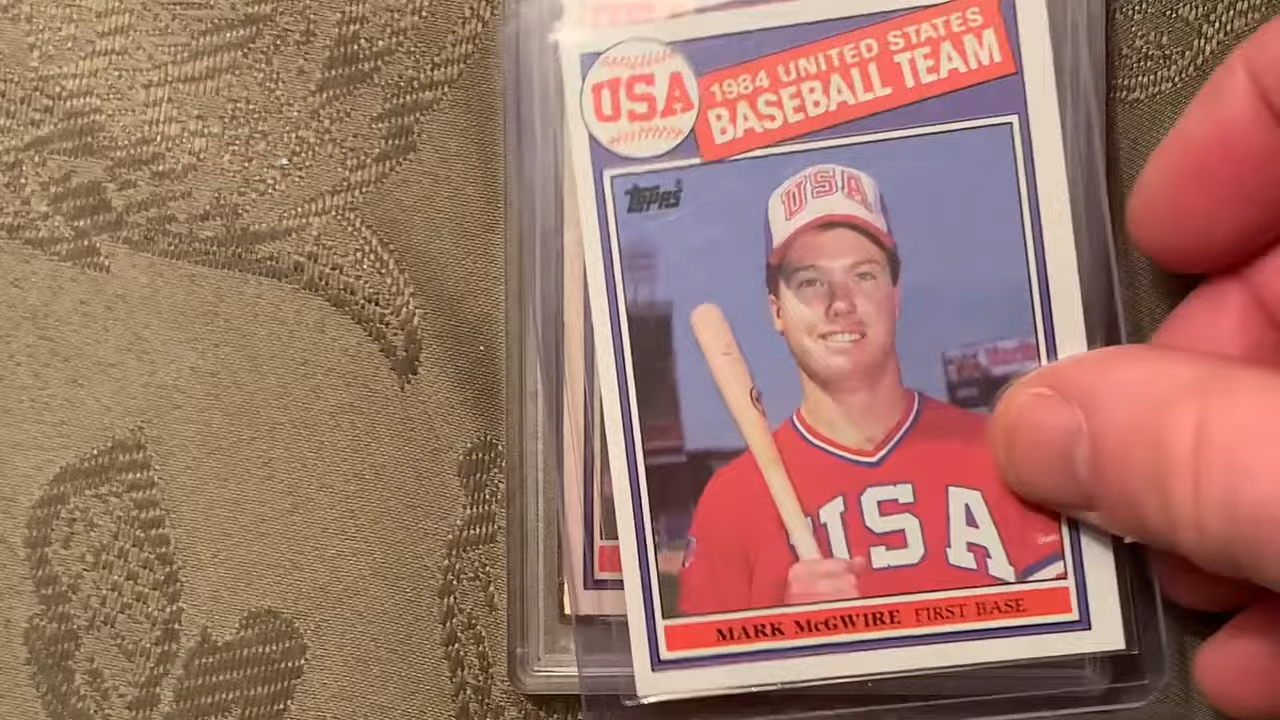 USA
1984 UNITED STATES
BASEBALL TEAM
Topps
USA
USA
MARK McGWIRE FIRST BASE